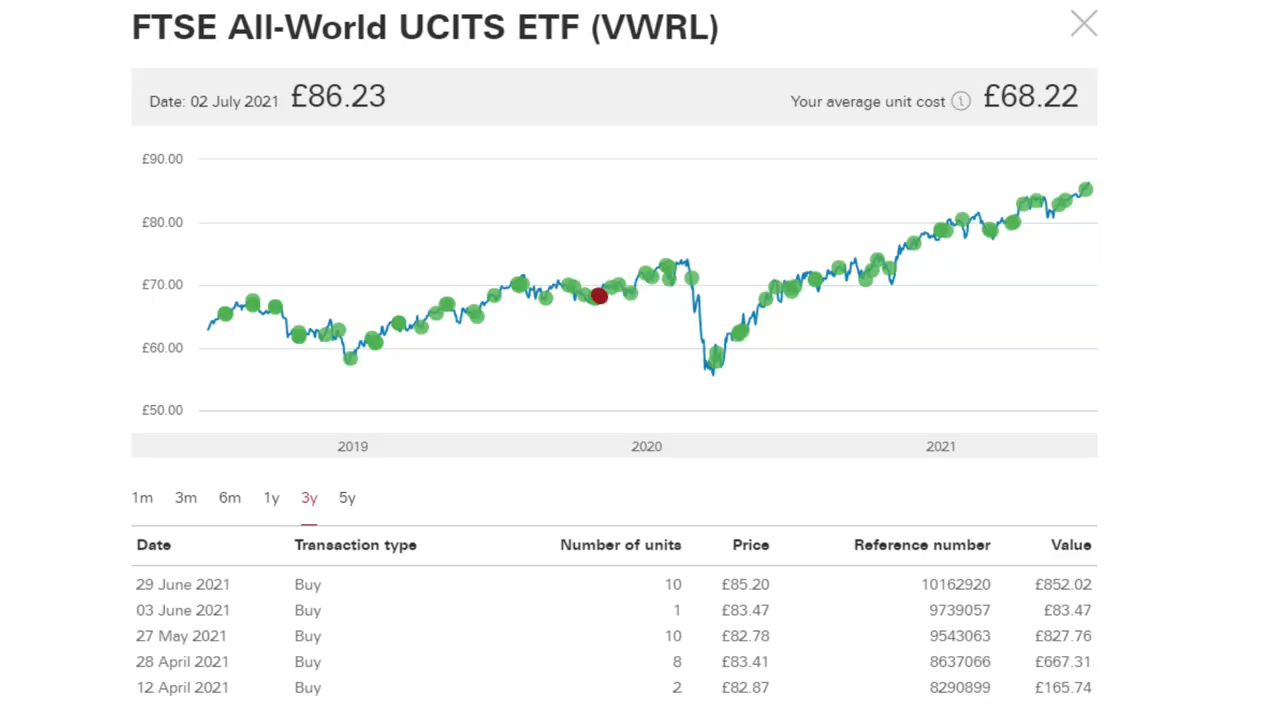 FTSE All-World UCITS ETF (VWRL)
Date: 02 July 2021 £86.23 Your average unit cost i £68.22
£90.00
£80.00
£70.00
£60.00
£50.00
2019 2020 2021
1m 3m 6m 1y 3y 5y
Date Transaction type Number of units Price Reference number Value
29 June 2021 Buy 10 £85.20 10162920 £852.02
03 June 2021 Buy 1 £83.47 9739057 £83.47
27 May 2021 Buy 10 £82.78 9543063 £827.76
28 April 2021 Buy 8 £83.41 8637066 £667.31
12 April 2021 Buy 2 £82.87 8290899 £165.74